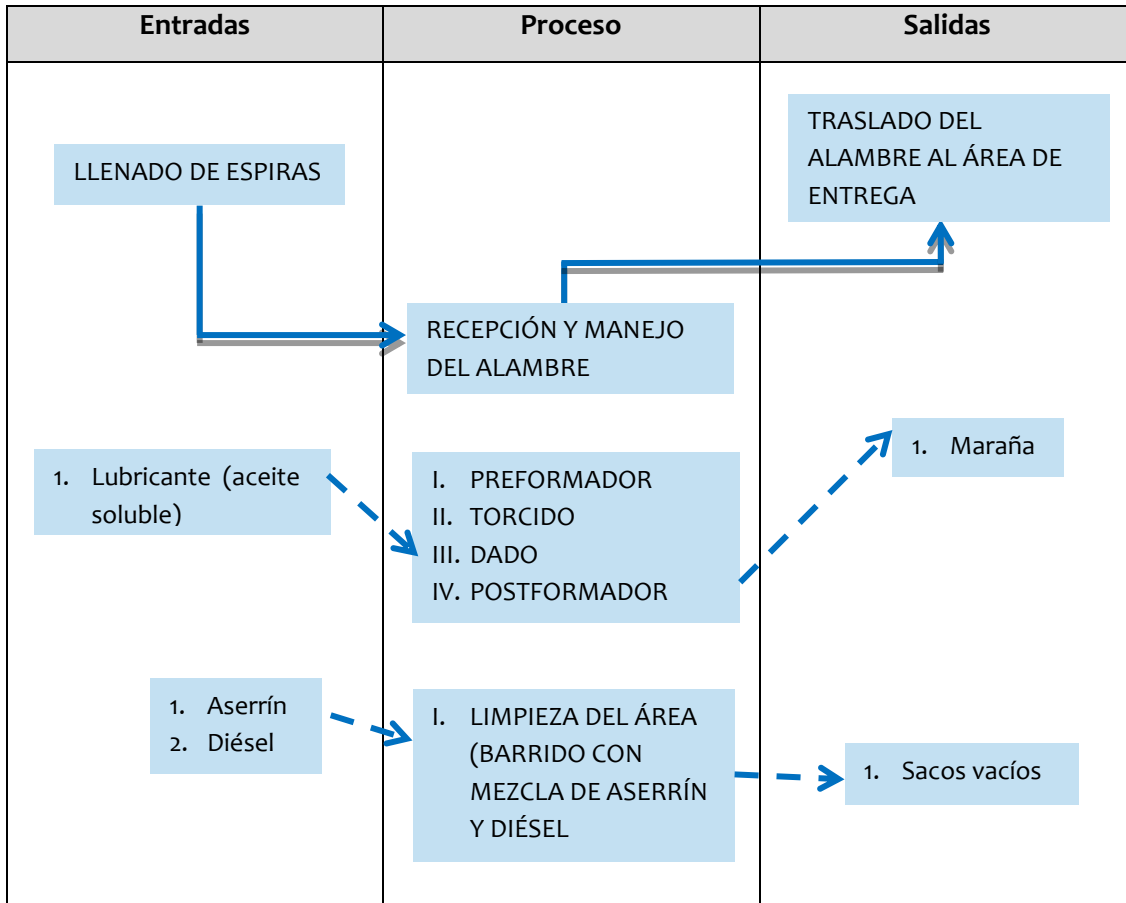 Entradas
Proceso
Salidas
LLENADO DE ESPIRAS
TRASLADO DEL
ALAMBRE AL ÁREA DE
ENTREGA
RECEPCIÓN Y MANEJO
DEL ALAMBRE
1. Lubricante (aceite
soluble)
I. PREFORMADOR
II. TORCIDO
III. DADO
IV. POSTFORMADOR
1. Maraña
1. Aserrín
2. Diésel
I. LIMPIEZA DEL ÁREA
(BARRIDO CON
MEZCLA DE ASERRÍN
Y DIÉSEL
1. Sacos vacíos